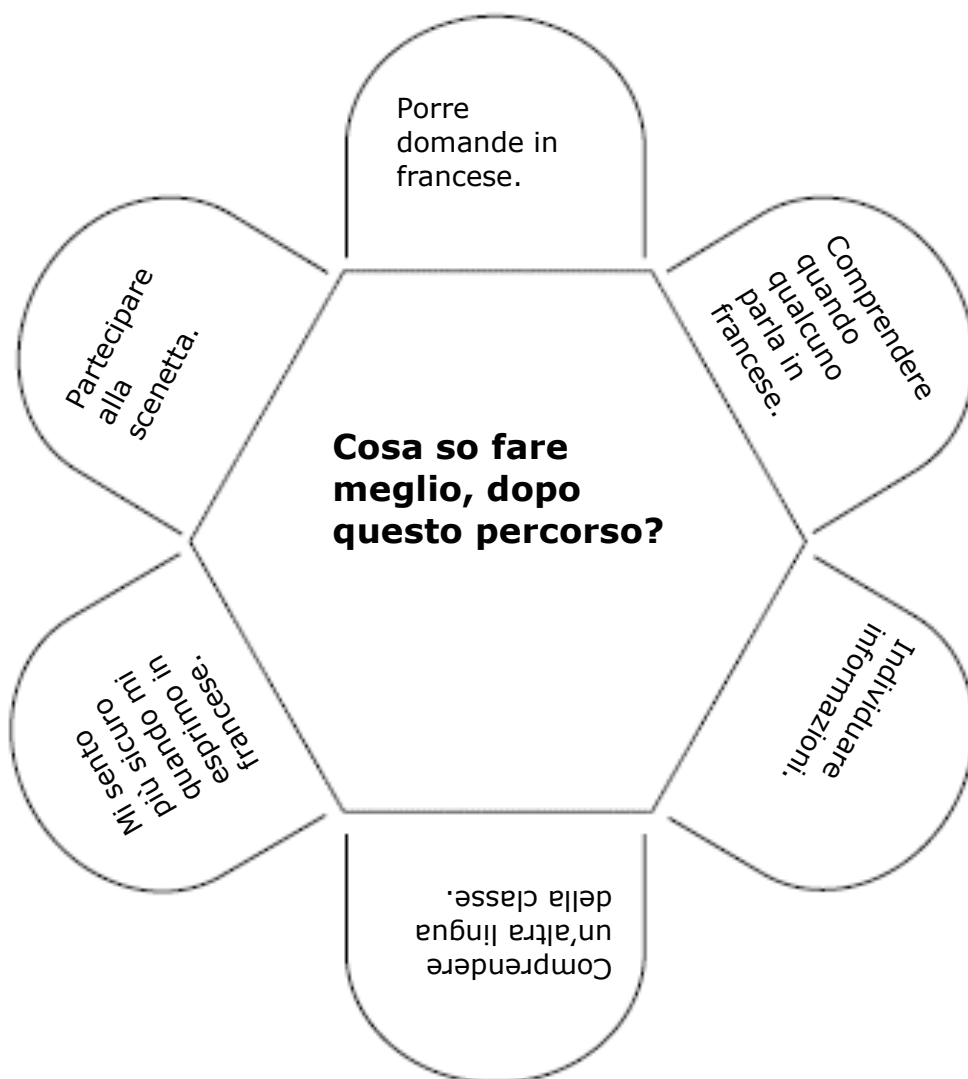 Porre
domande in
francese.
Comprendere
quando
qualcuno
parla in
francese.
Individuare
informazioni.
Comprendere
un'altra lingua
della classe.
Mi sento
più sicuro
quando mi
esprimo in
francese.
Partecipare
alla
scenetta.
Cosa so fare
meglio, dopo
questo percorso?